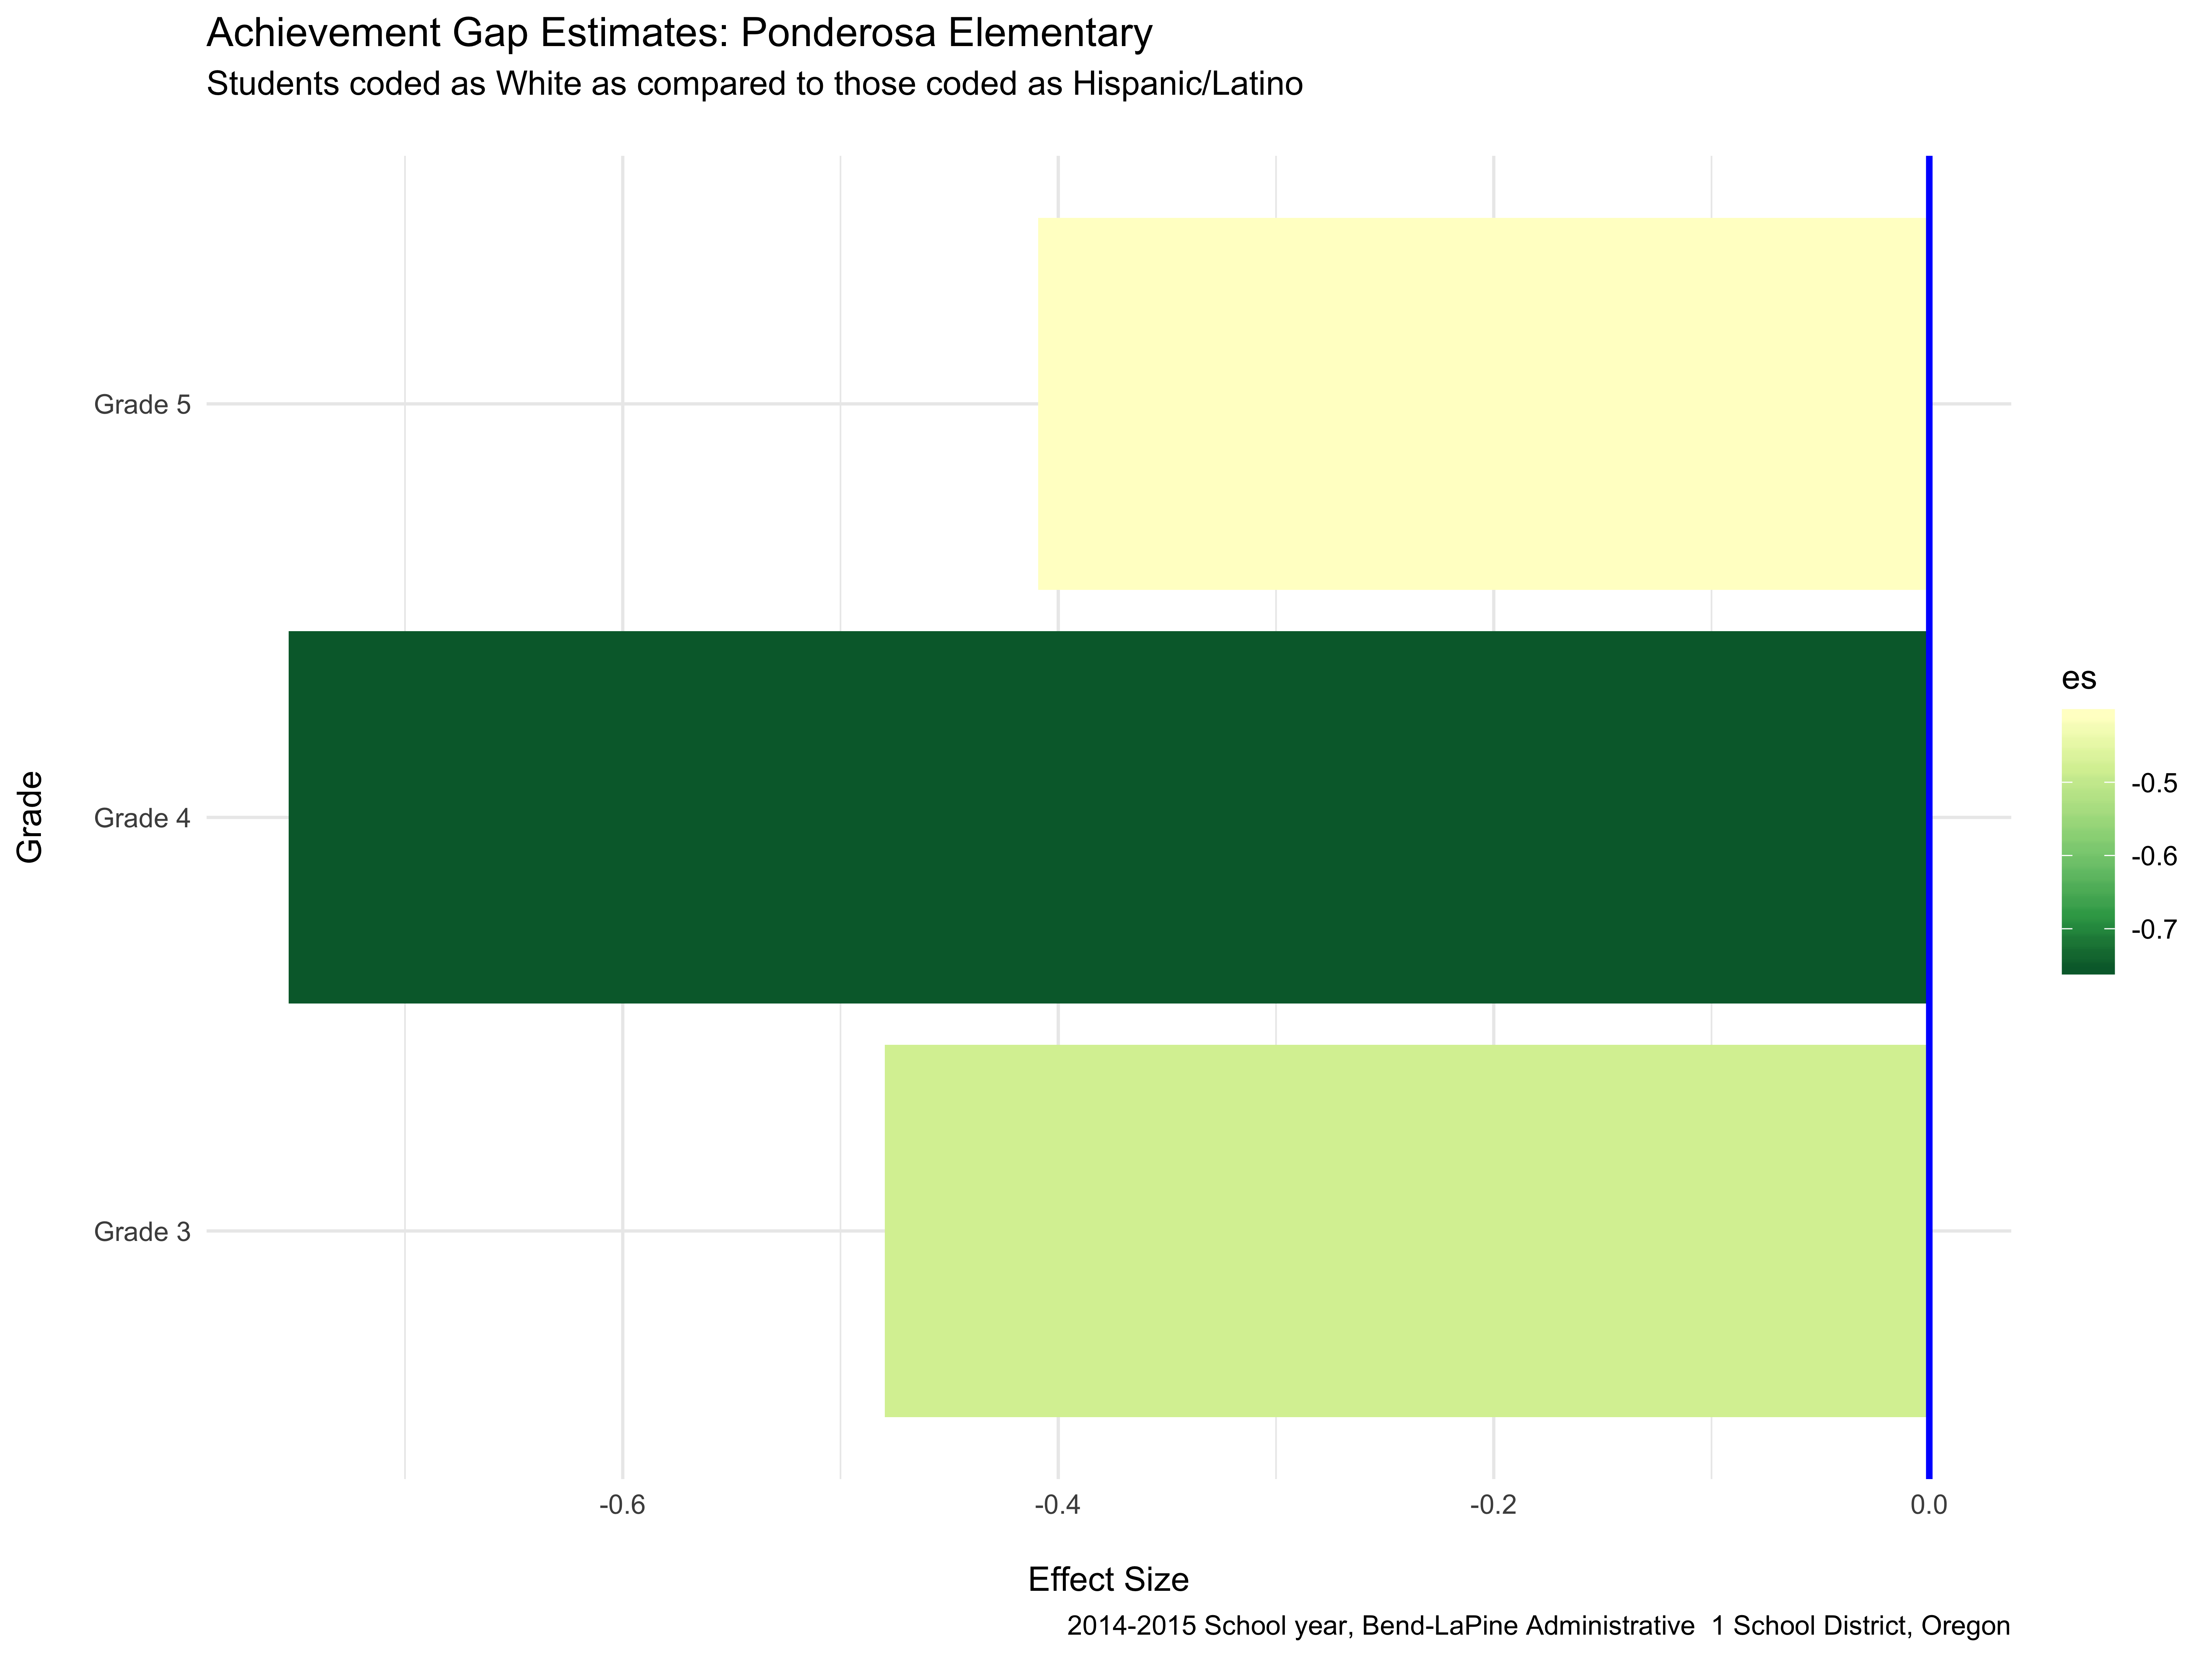 Achievement Gap Estimates: Ponderosa Elementary
Students coded as White as compared to those coded as Hispanic/Latino
Grade
Grade 5
Grade 4
Grade 3
-0.6
-0.4
-0.2
0.0
Effect Size
es
-0.5
-0.6
-0.7
2014-2015 School year, Bend-LaPine Administrative  1 School District, Oregon